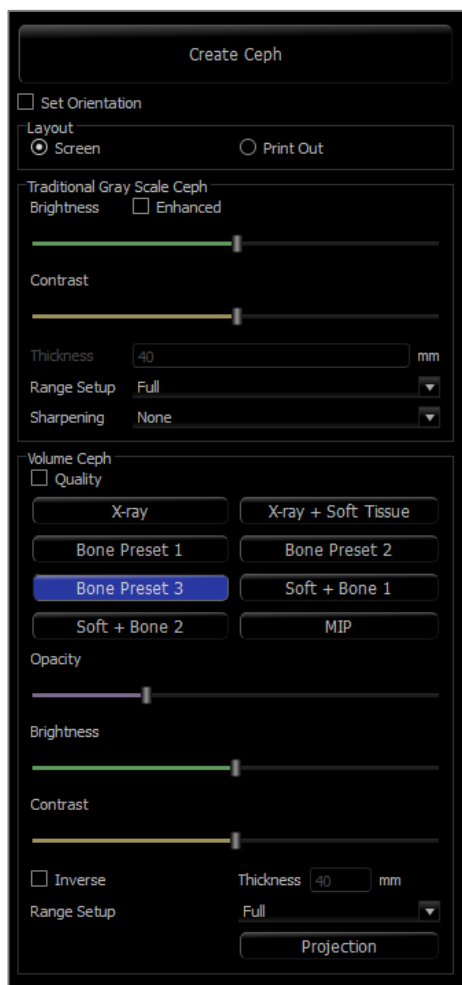 Create Ceph
Set Orientation
Layout
Screen Print Out
Traditional Gray Scale Ceph
Brightness Enhanced
Contrast
Thickness 40 mm
Range Setup Full
Sharpening None
Volume Ceph
Quality
X-ray X-ray + Soft Tissue
Bone Preset 1 Bone Preset 2
Bone Preset 3 Soft + Bone 1
Soft + Bone 2 MIP
Opacity
Brightness
Contrast
Inverse Thickness 40 mm
Range Setup Full
Projection